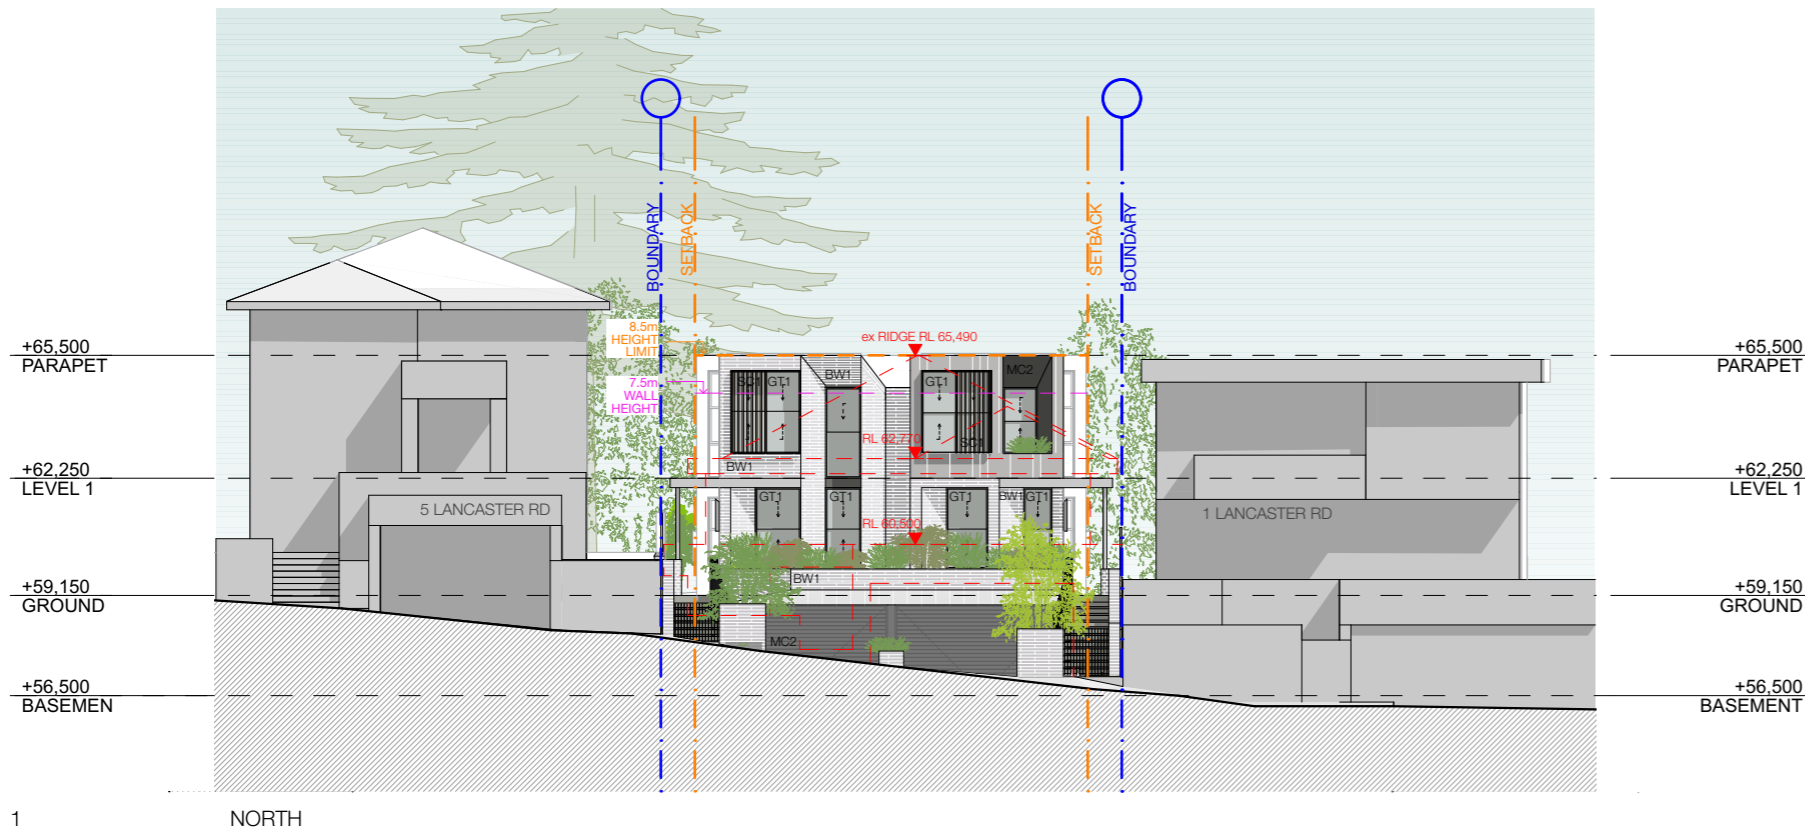 BOUNDARY
SETBACK
SETBACK
BOUNDARY
8.5m
HEIGHT
LIMIT
ex RIDGE RL 65,490
+65,500
PARAPET
+65,500
PARAPET
7.5m
WALL
HEIGHT
SC1 GT1
BW1
GT1
MC2
RL 62,770
SC1
BW1
+62,250
LEVEL 1
+62,250
LEVEL 1
5 LANCASTER RD
GT1
GT1
GT1
BW1 GT1
1 LANCASTER RD
RL 60,500
BW1
+59,150
GROUND
+59,150
GROUND
MC2
+56,500
BASEMEN
+56,500
BASEMENT
1 NORTH